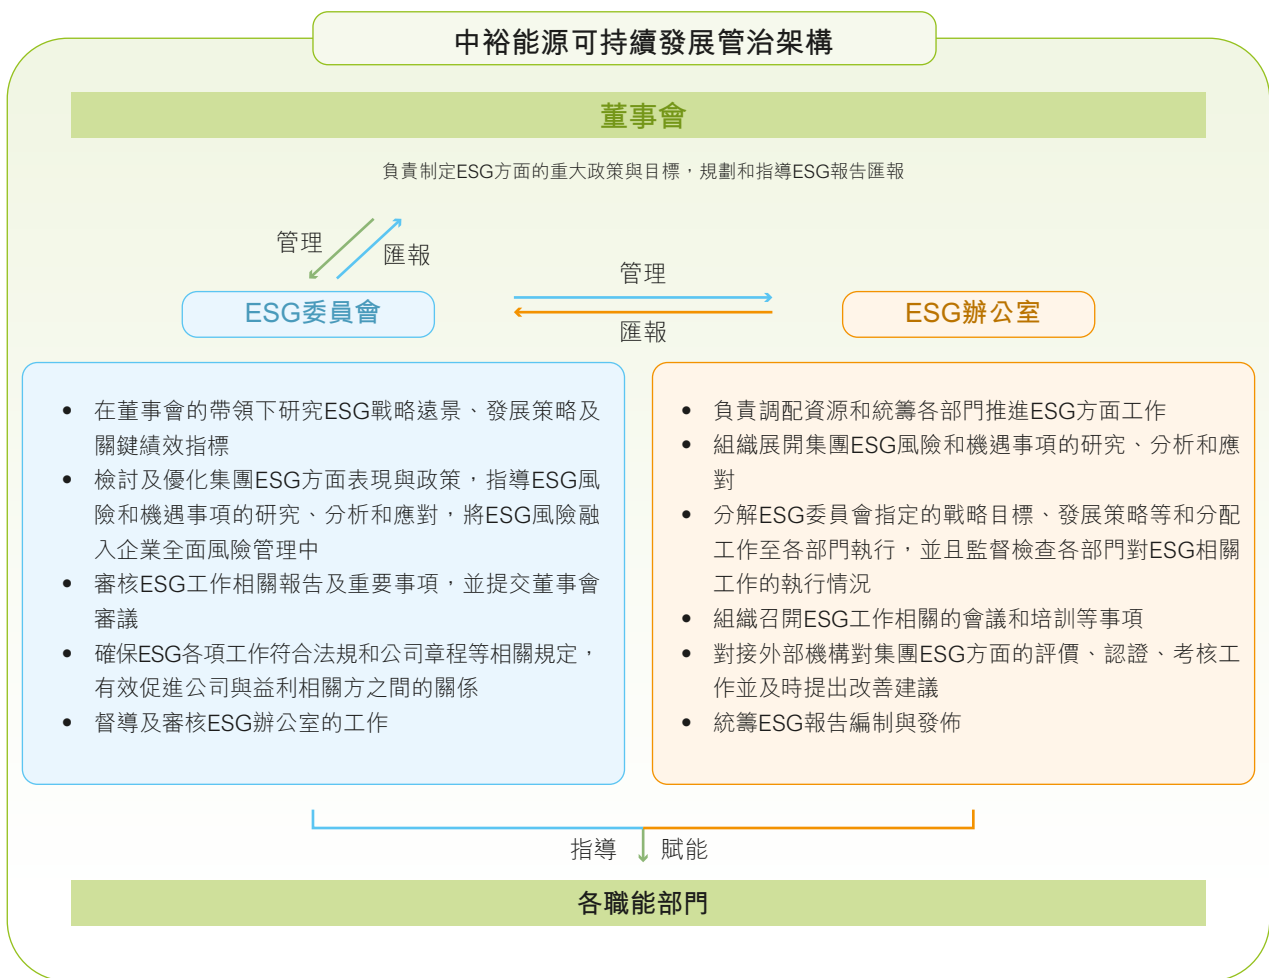 中裕能源可持續發展管治架構
董事會
負責制定ESG方面的重大政策與目標，規劃和指導ESG報告匯報
管理
匯報
管理
ESG委員會
ESG辦公室
匯報
• 在董事會的帶領下研究ESG戰略遠景、發展策略及
關鍵績效指標
• 檢討及優化集團ESG方面表現與政策，指導ESG風
險和機遇事項的研究、分析和應對，將ESG風險融
入企業全面風險管理中
• 審核ESG工作相關報告及重要事項，並提交董事會
審議
• 確保ESG各項工作符合法規和公司章程等相關規定，
有效促進公司與益利相關方之間的關係
• 督導及審核ESG辦公室的工作
• 負責調配資源和統籌各部門推進ESG方面工作
• 組織展開集團ESG風險和機遇事項的研究、分析和應
對
• 分解ESG委員會指定的戰略目標、發展策略等和分配
工作至各部門執行，並且監督檢查各部門對ESG相關
工作的執行情況
• 組織召開ESG工作相關的會議和培訓等事項
• 對接外部機構對集團ESG方面的評價、認證、考核工
作並及時提出改善建議
• 統籌ESG報告編制與發佈
指導
賦能
各職能部門